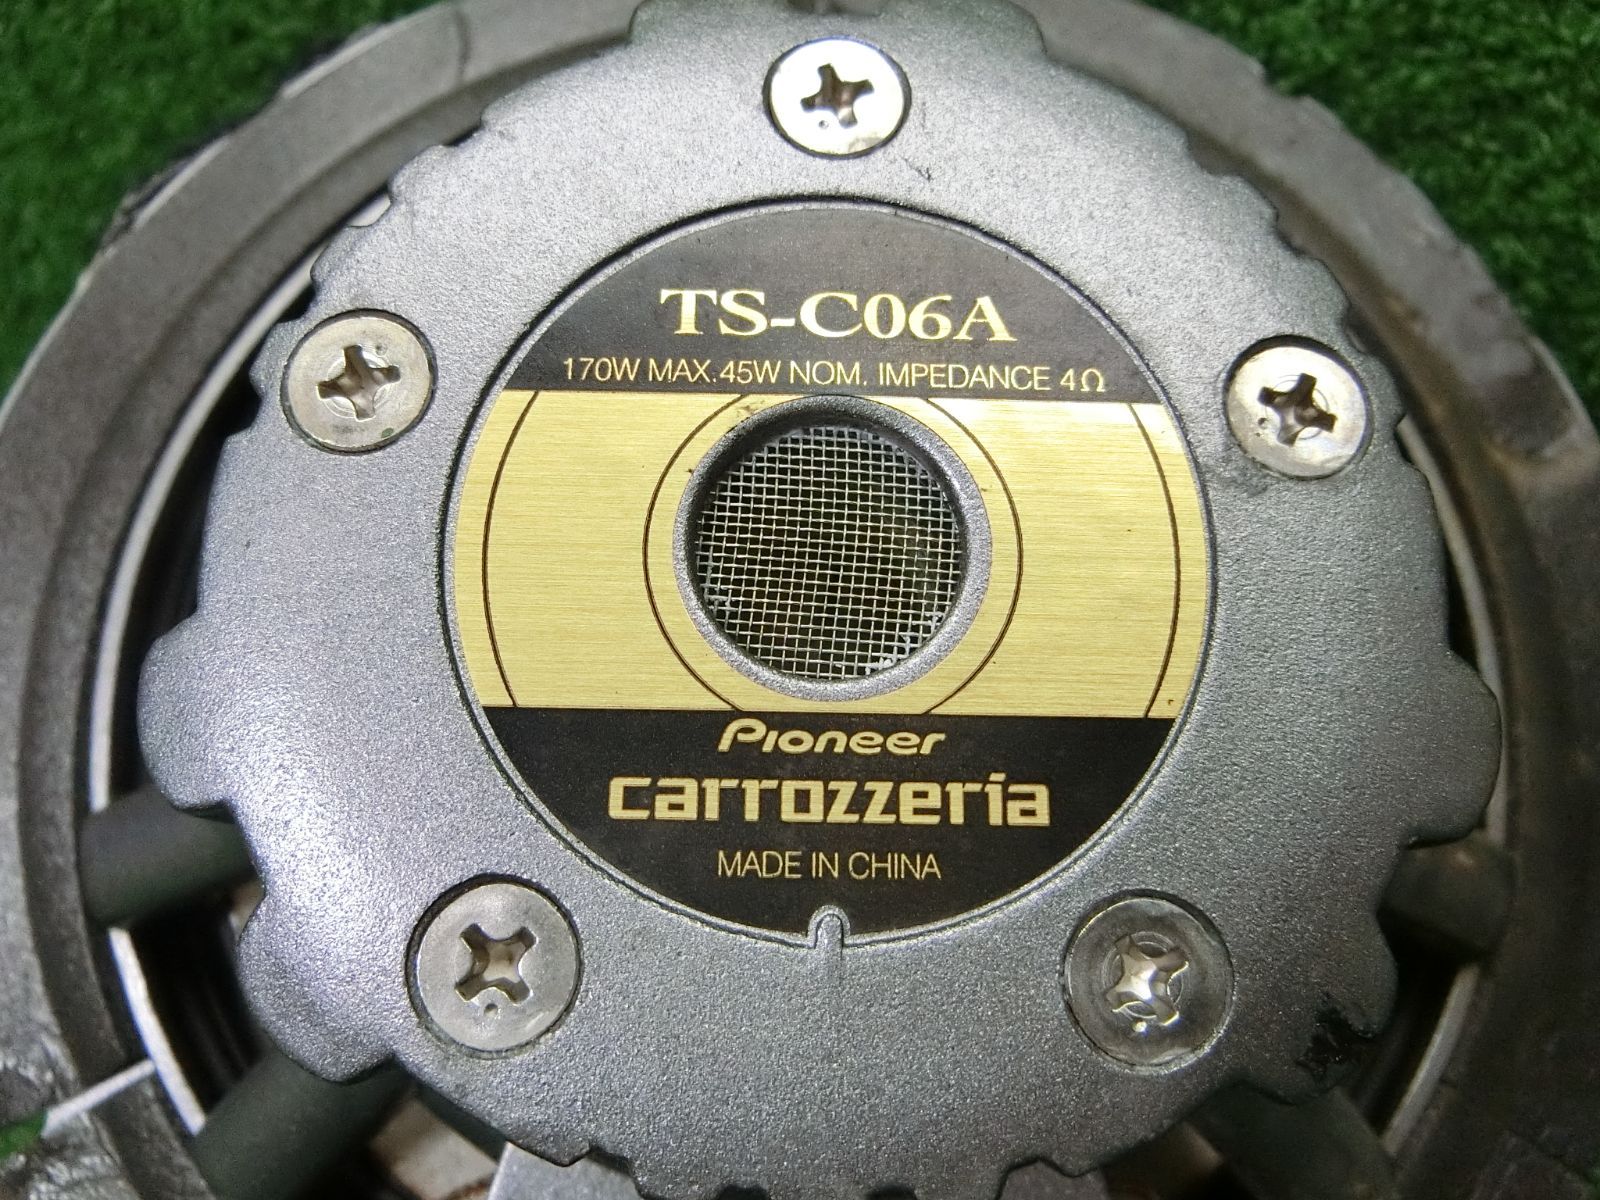 TS-C06A
170W MAX.45W NOM. IMPEDANCE 4Ω
Pioneer
carrozzeria
MADE IN CHINA